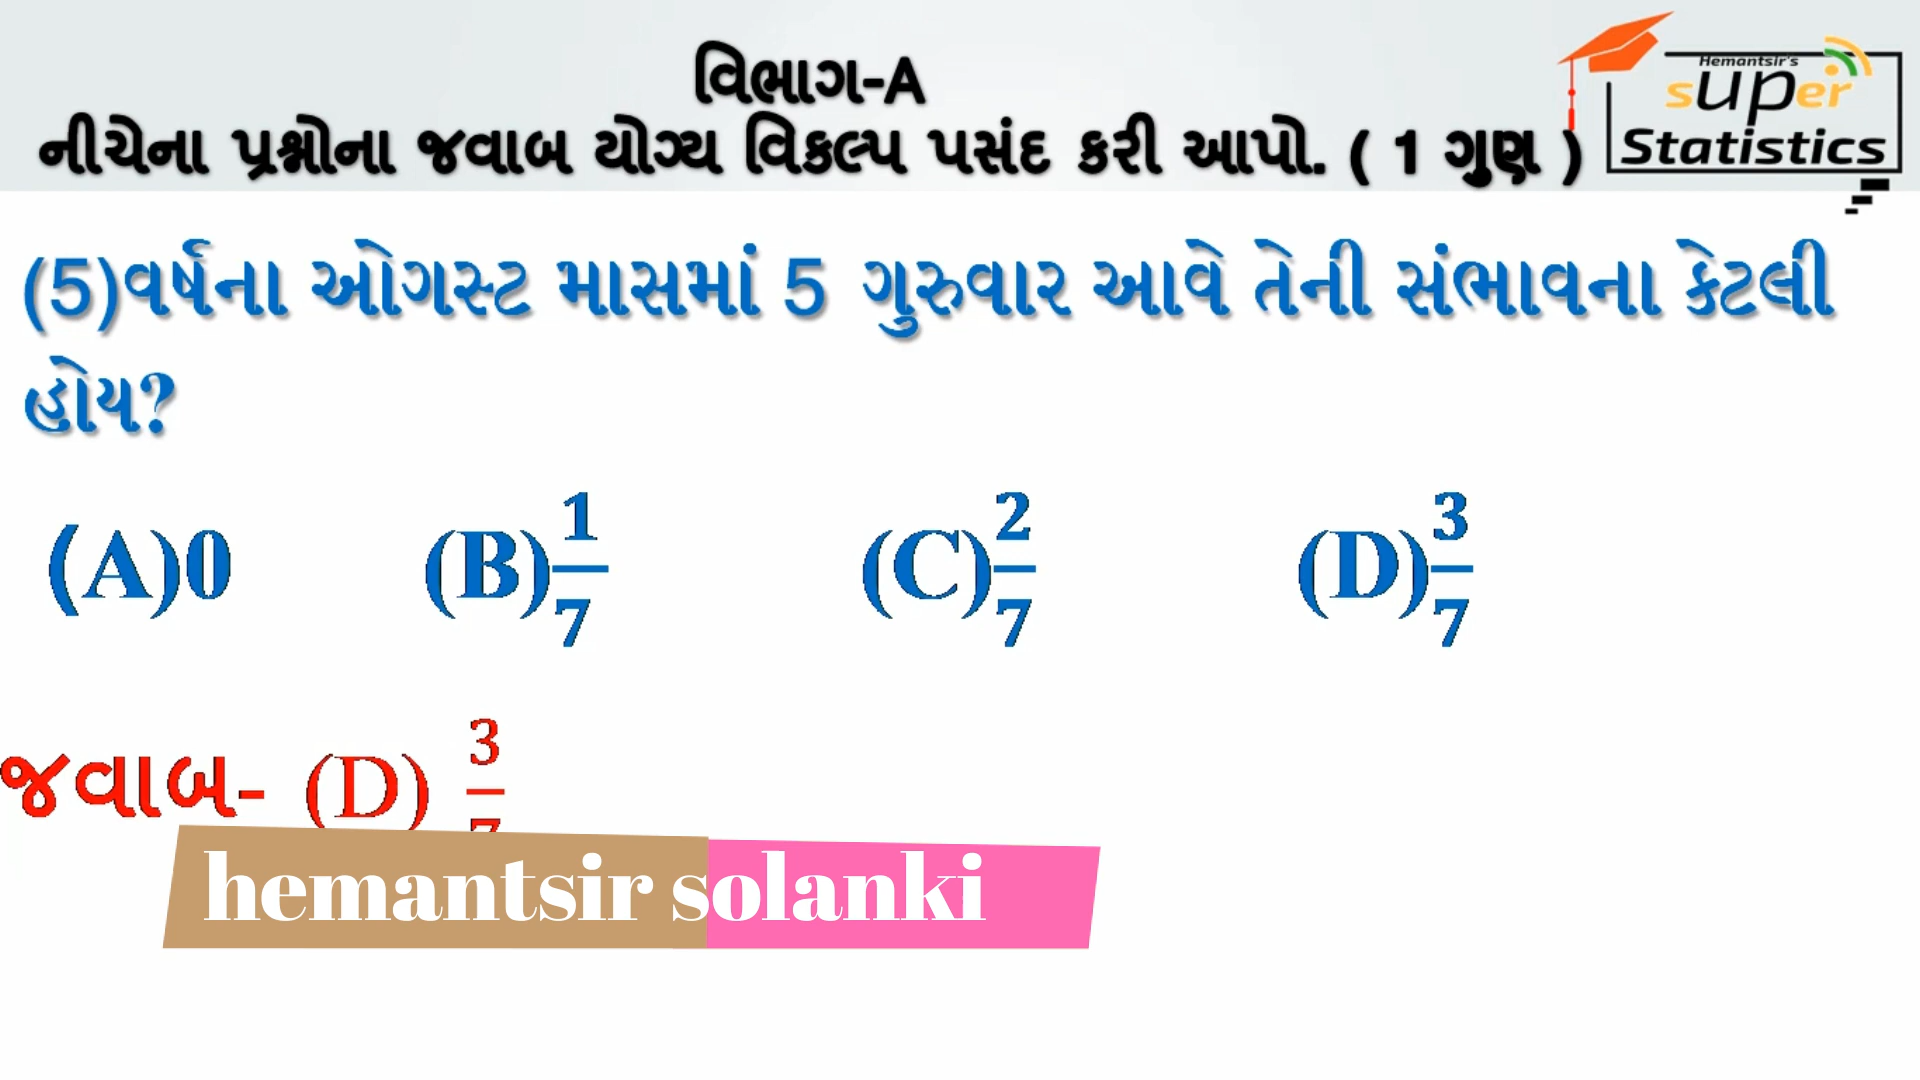 વિભાગ-A
નીચેના પ્રશ્નોના જવાબ યોગ્ય વિકલ્પ પસંદ કરી આપો. ( 1 ગુણ )
Hemantsir's
super
Statistics
(5)વર્ષના ઓગસ્ટ માસમાં 5 ગુરુવાર આવે તેની સંભાવના કેટલી
હોય?
(A)0 (B)1/7 (C)2/7 (D)3/7
જવાબ- (D) 3/7
hemantsir solanki